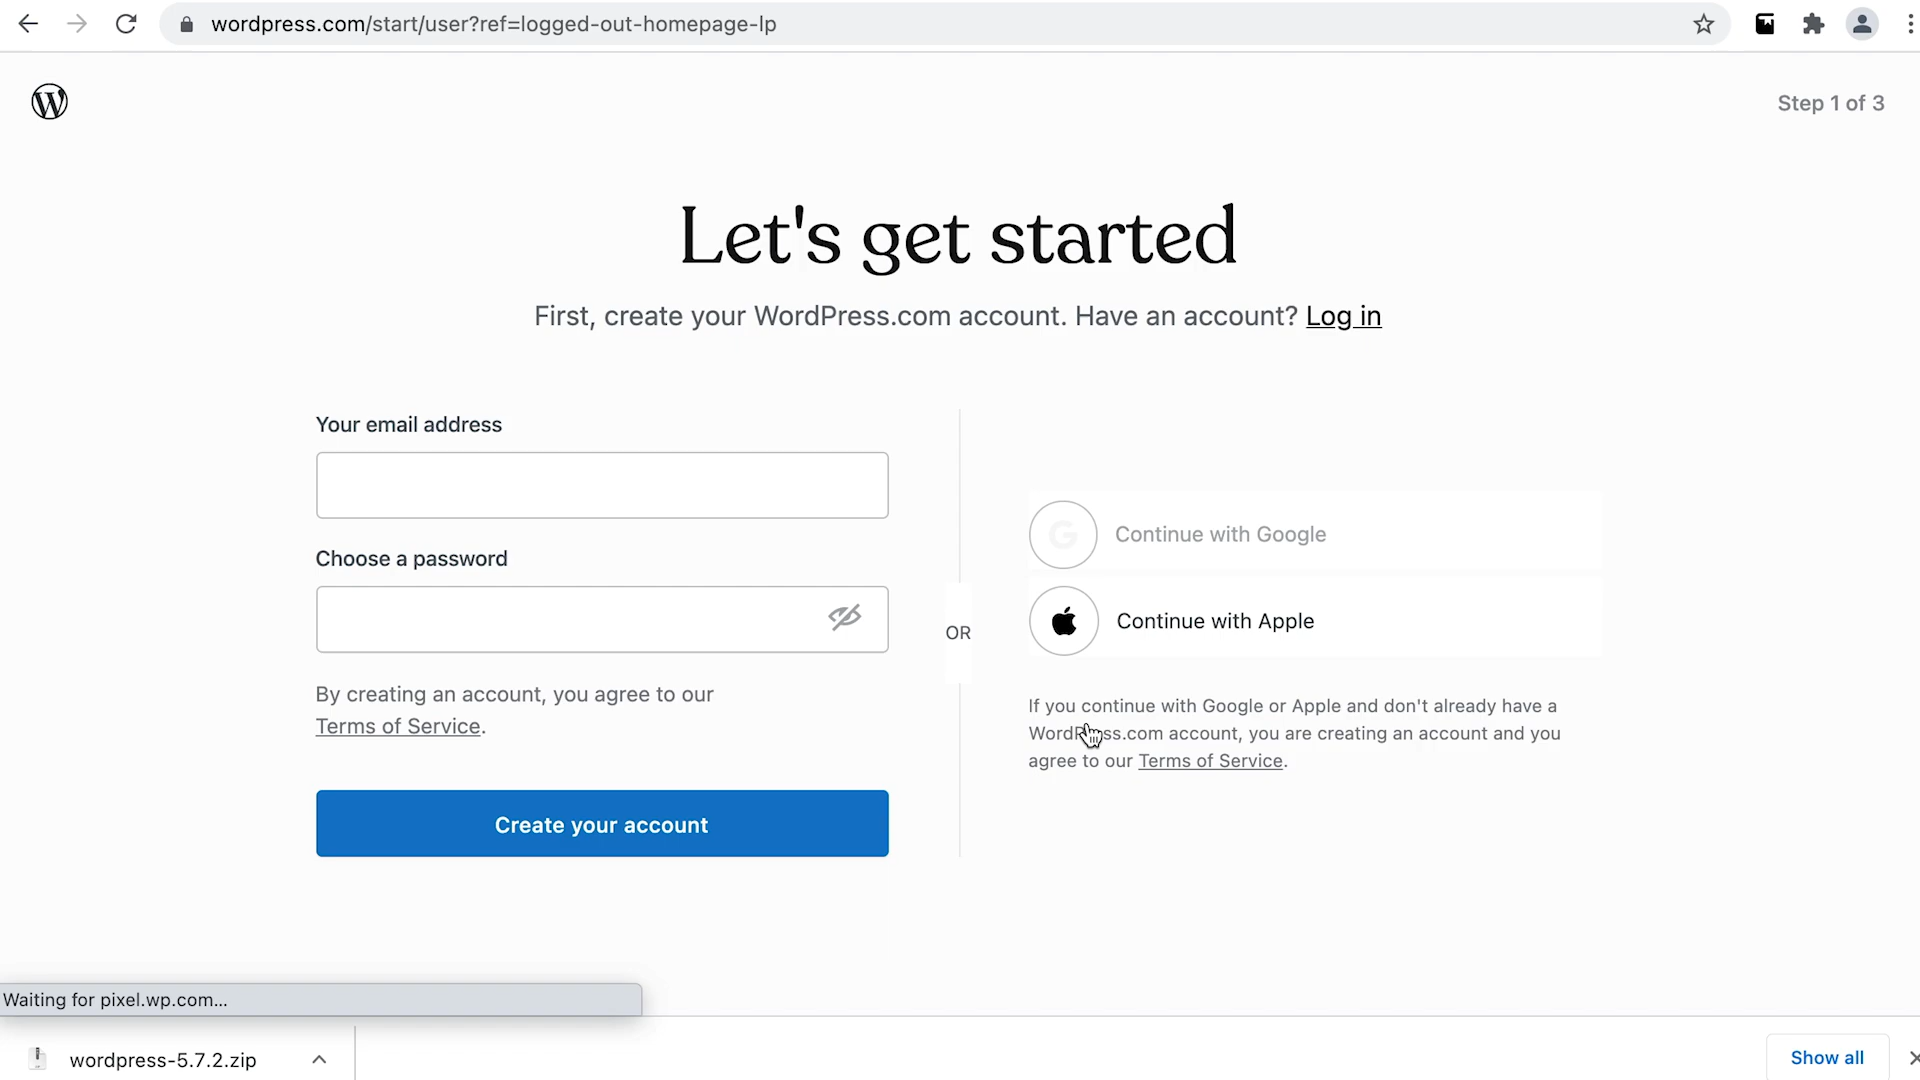 wordpress.com/start/user?ref=logged-out-homepage-lp
Step 1 of 3
Let's get started
First, create your WordPress.com account. Have an account? Log in
Your email address
Choose a password
By creating an account, you agree to our
Terms of Service.
Create your account
OR
Continue with Google
Continue with Apple
If you continue with Google or Apple and don't already have a
WordPress.com account, you are creating an account and you
agree to our Terms of Service.
Waiting for pixel.wp.com...
wordpress-5.7.2.zip
Show all